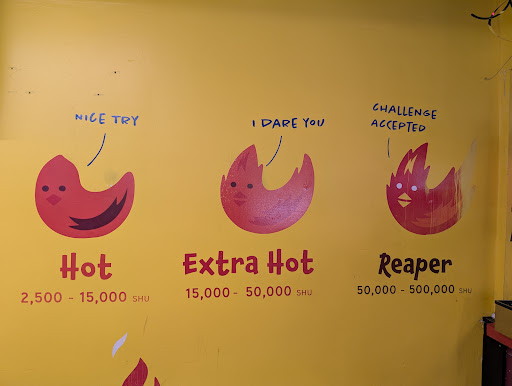 NICE TRY
I DARE YOU
CHALLENGE
ACCEPTED
Hot
Extra Hot
Reaper
2,500 - 15,000 SHU
15,000 - 50,000 SHU
50,000 - 500,000 SHU